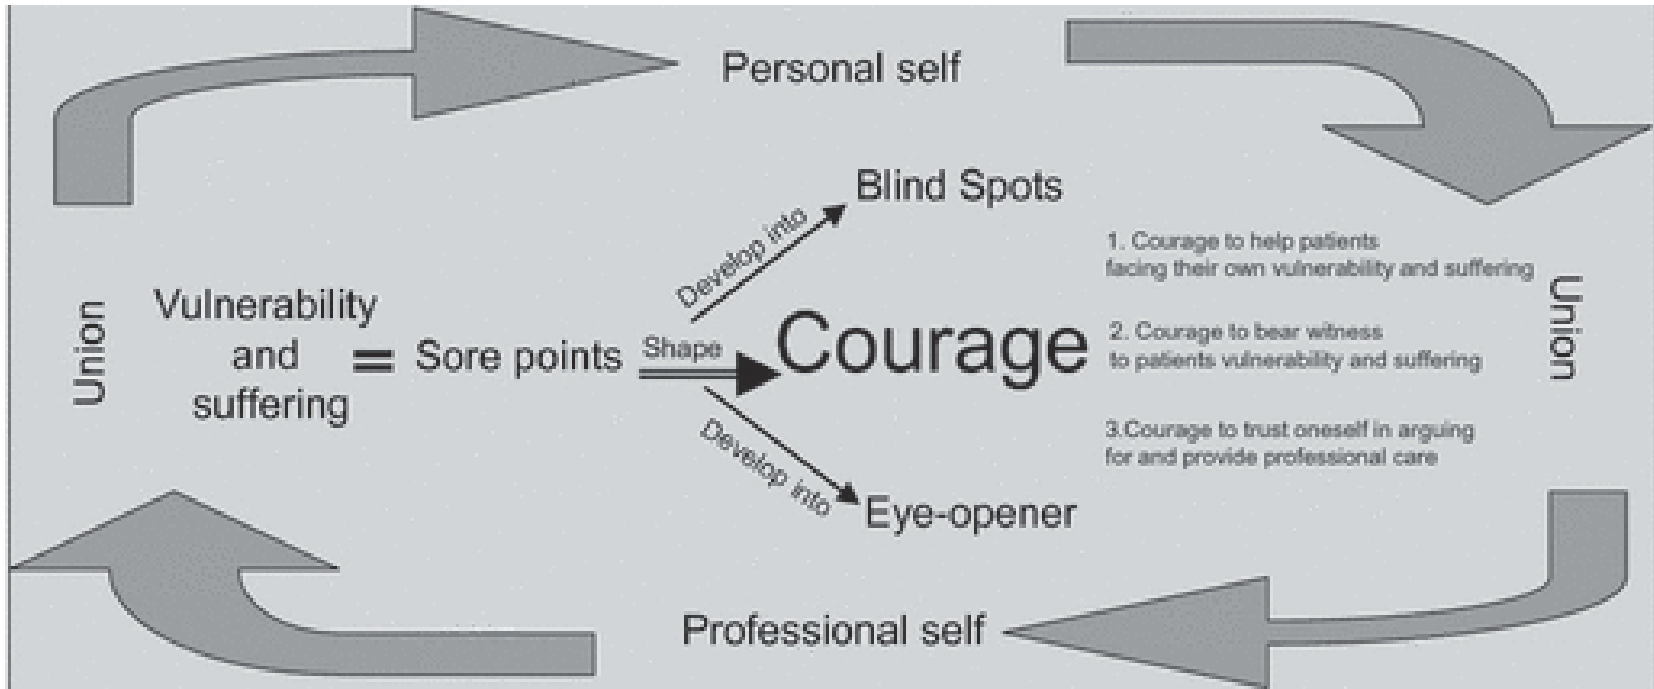 Personal self
Blind Spots
Develop into
1. Courage to help patients
facing their own vulnerability and suffering
Union
Vulnerability
and
suffering
=
Sore points
Shape
Courage
2. Courage to bear witness
to patients vulnerability and suffering
Union
3.Courage to trust oneself in arguing
for and provide professional care
Develop into
Eye-opener
Professional self